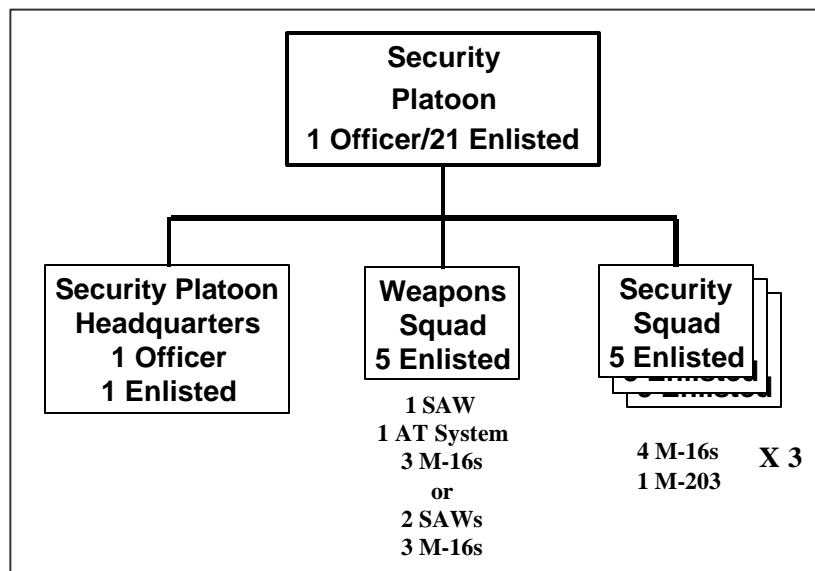 Security
Platoon
1 Officer/21 Enlisted
Security Platoon
Headquarters
1 Officer
1 Enlisted
Weapons
Squad
5 Enlisted
1 SAW
1 AT System
3 M-16s
or
2 SAWs
3 M-16s
Security
Squad
5 Enlisted
Enlisted
Enlisted
4 M-16s
1 M-203
X 3